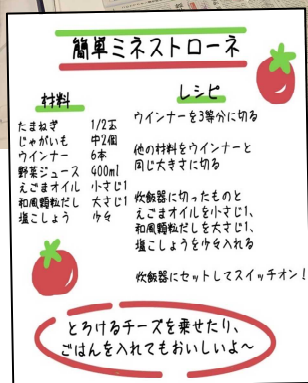 簡単ミネストローネ
材料
たまねぎ 1/2玉
じゃがいも 中2個
ウインナー 6本
野菜ジュース 400ml
えごまオイル 小さじ1
和風顆粒だし 大さじ1
塩こしょう 少々
レシピ
ウインナーを3等分に切る
他の材料をウインナーと
同じ大きさに切る
炊飯器に切ったものと
えごまオイルを小さじ1、
和風顆粒だしを大さじ1、
塩こしょうを少々入れる
炊飯器にセットしてスイッチオン!
とろけるチーズを乗せたり、
ごはんを入れてもおいしいよ〜